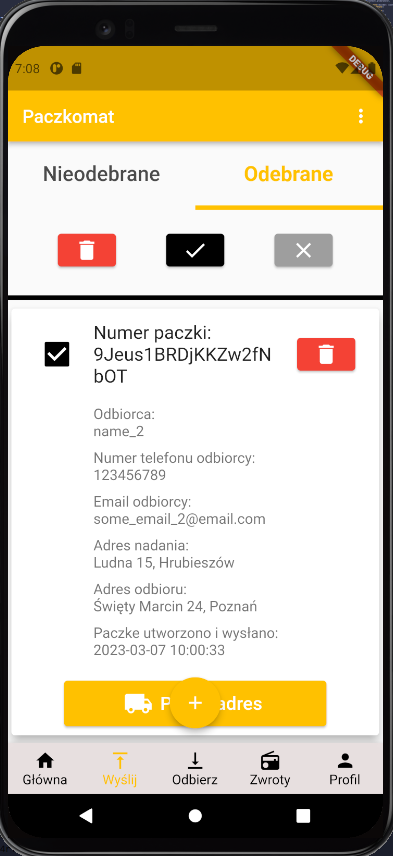 7:08
DEBUG
Paczkomat
Nieodebrane
Odebrane
Numer paczki:
9Jeus1BRDjKKZw2fN
bOT
Odbiorca:
name_2
Numer telefonu odbiorcy:
123456789
Email odbiorcy:
some_email_2@email.com
Adres nadania:
Ludna 15, Hrubieszów
Adres odbioru:
Święty Marcin 24, Poznań
Paczke utworzono i wysłano:
2023-03-07 10:00:33
adres
Główna
Wyślij
Odbierz
Zwroty
Profil